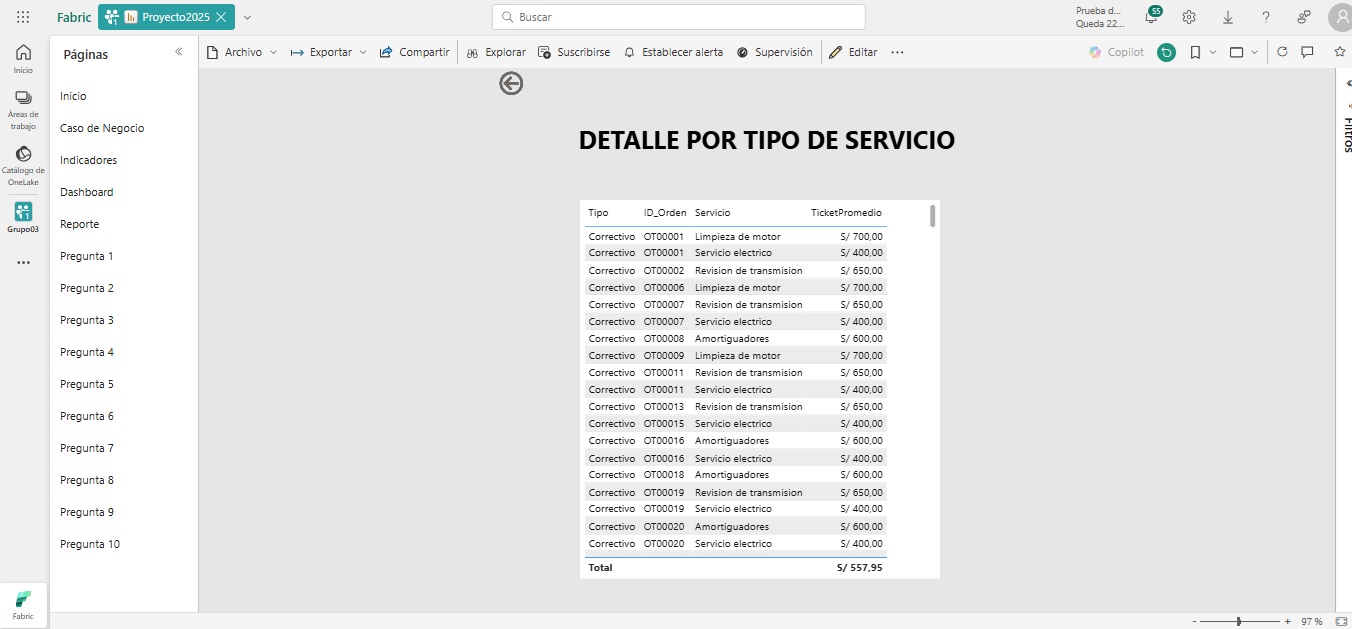 Fabric Proyecto2025
Buscar
Prueba d...
Queda 22...
55
Inicio
Áreas de trabajo
Catálogo de OneLake
Grupo03
Fabric
Páginas
Inicio
Caso de Negocio
Indicadores
Dashboard
Reporte
Pregunta 1
Pregunta 2
Pregunta 3
Pregunta 4
Pregunta 5
Pregunta 6
Pregunta 7
Pregunta 8
Pregunta 9
Pregunta 10
Archivo Exportar Compartir Explorar Suscribirse Establecer alerta Supervisión Editar ... Copilot
DETALLE POR TIPO DE SERVICIO
Tipo ID_Orden Servicio TicketPromedio
Correctivo OT00001 Limpieza de motor S/ 700,00
Correctivo OT00001 Servicio electrico S/ 400,00
Correctivo OT00002 Revision de transmision S/ 650,00
Correctivo OT00006 Limpieza de motor S/ 700,00
Correctivo OT00007 Revision de transmision S/ 650,00
Correctivo OT00007 Servicio electrico S/ 400,00
Correctivo OT00008 Amortiguadores S/ 600,00
Correctivo OT00009 Limpieza de motor S/ 700,00
Correctivo OT00011 Revision de transmision S/ 650,00
Correctivo OT00011 Servicio electrico S/ 400,00
Correctivo OT00013 Revision de transmision S/ 650,00
Correctivo OT00015 Servicio electrico S/ 400,00
Correctivo OT00016 Amortiguadores S/ 600,00
Correctivo OT00016 Servicio electrico S/ 400,00
Correctivo OT00018 Amortiguadores S/ 600,00
Correctivo OT00019 Revision de transmision S/ 650,00
Correctivo OT00019 Servicio electrico S/ 400,00
Correctivo OT00020 Amortiguadores S/ 600,00
Correctivo OT00020 Servicio electrico S/ 400,00
Total S/ 557,95
Filtros
- + 97 %